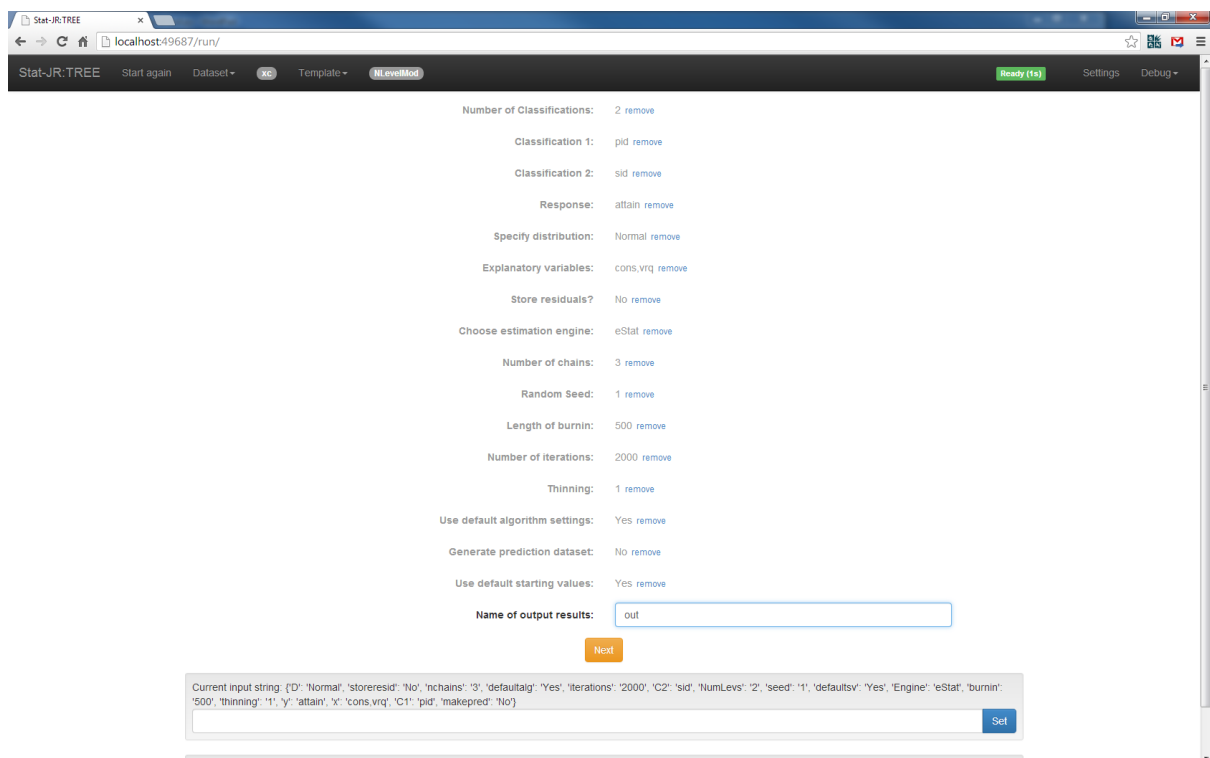 Stat-JR:TREE
localhost:49687/run/
Stat-JR:TREE Start again Dataset xc Template NLevelMod Ready (1s) Settings Debug
Number of Classifications: 2 remove
Classification 1: pid remove
Classification 2: sid remove
Response: attain remove
Specify distribution: Normal remove
Explanatory variables: cons,vrq remove
Store residuals? No remove
Choose estimation engine: eStat remove
Number of chains: 3 remove
Random Seed: 1 remove
Length of burnin: 500 remove
Number of iterations: 2000 remove
Thinning: 1 remove
Use default algorithm settings: Yes remove
Generate prediction dataset: No remove
Use default starting values: Yes remove
Name of output results: out
Next
Current input string: {'D': 'Normal', 'storeresid': 'No', 'nchains': '3', 'defaultalg': 'Yes', 'iterations': '2000', 'C2': 'sid', 'NumLevs': '2', 'seed': '1', 'defaultsv': 'Yes', 'Engine': 'eStat', 'burnin':
'500', 'thinning': '1', 'y': 'attain', 'x': 'cons,vrq', 'C1': 'pid', 'makepred': 'No'}
Set